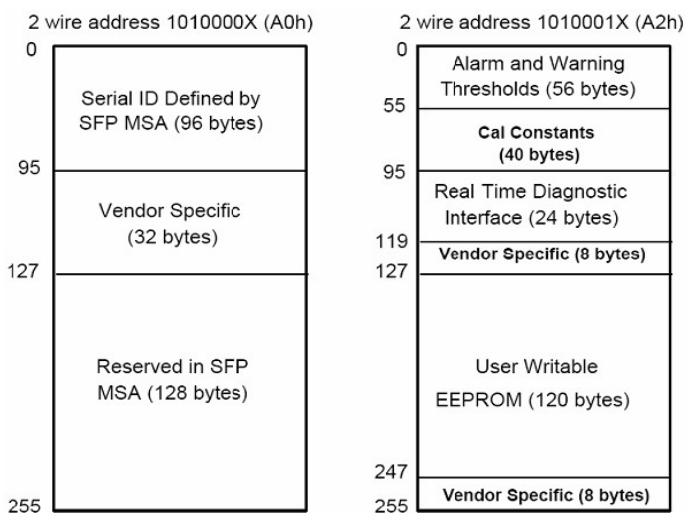 2 wire address 1010000X (A0h)
0
Serial ID Defined by
SFP MSA (96 bytes)
95
Vendor Specific
(32 bytes)
127
Reserved in SFP
MSA (128 bytes)
255
2 wire address 1010001X (A2h)
0
Alarm and Warning
Thresholds (56 bytes)
55
Cal Constants
(40 bytes)
95
Real Time Diagnostic
Interface (24 bytes)
119
Vendor Specific (8 bytes)
127
User Writable
EEPROM (120 bytes)
247
Vendor Specific (8 bytes)
255